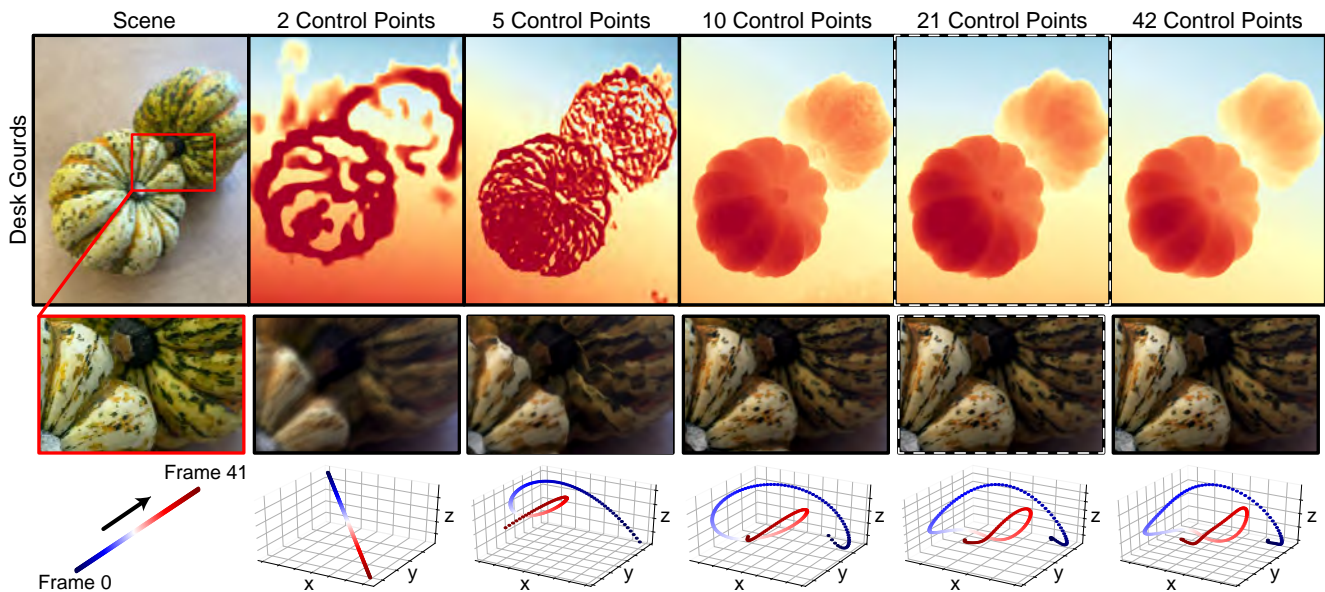 Scene
2 Control Points
5 Control Points
10 Control Points
21 Control Points
42 Control Points
Desk Gourds
Frame 41
Frame 0
x
y
z
x
y
z
x
y
z
x
y
z
x
y
z